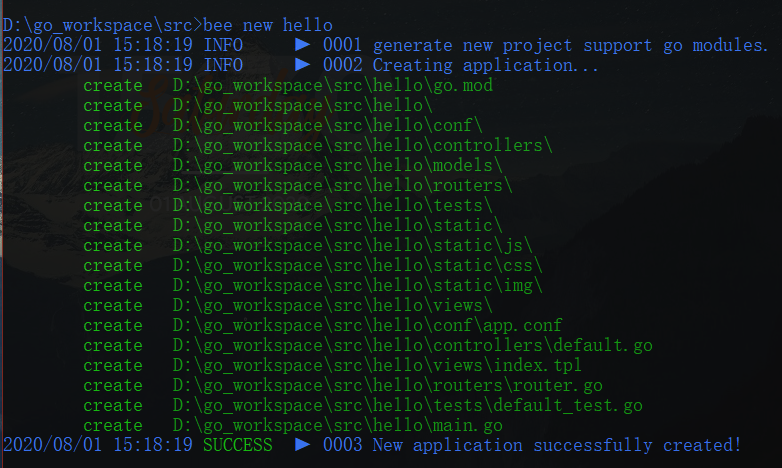 D:\go_workspace\src>bee new hello
2020/08/01 15:18:19 INFO ▶ 0001 generate new project support go modules.
2020/08/01 15:18:19 INFO ▶ 0002 Creating application...
create D:\go_workspace\src\hello\go.mod
create D:\go_workspace\src\hello\
create D:\go_workspace\src\hello\conf\
create D:\go_workspace\src\hello\controllers\
create D:\go_workspace\src\hello\models\
create D:\go_workspace\src\hello\routers\
create D:\go_workspace\src\hello\tests\
create D:\go_workspace\src\hello\static\
create D:\go_workspace\src\hello\static\js\
create D:\go_workspace\src\hello\static\css\
create D:\go_workspace\src\hello\static\img\
create D:\go_workspace\src\hello\views\
create D:\go_workspace\src\hello\conf\app.conf
create D:\go_workspace\src\hello\controllers\default.go
create D:\go_workspace\src\hello\views\index.tpl
create D:\go_workspace\src\hello\routers\router.go
create D:\go_workspace\src\hello\tests\default_test.go
create D:\go_workspace\src\hello\main.go
2020/08/01 15:18:19 SUCCESS ▶ 0003 New application successfully created!